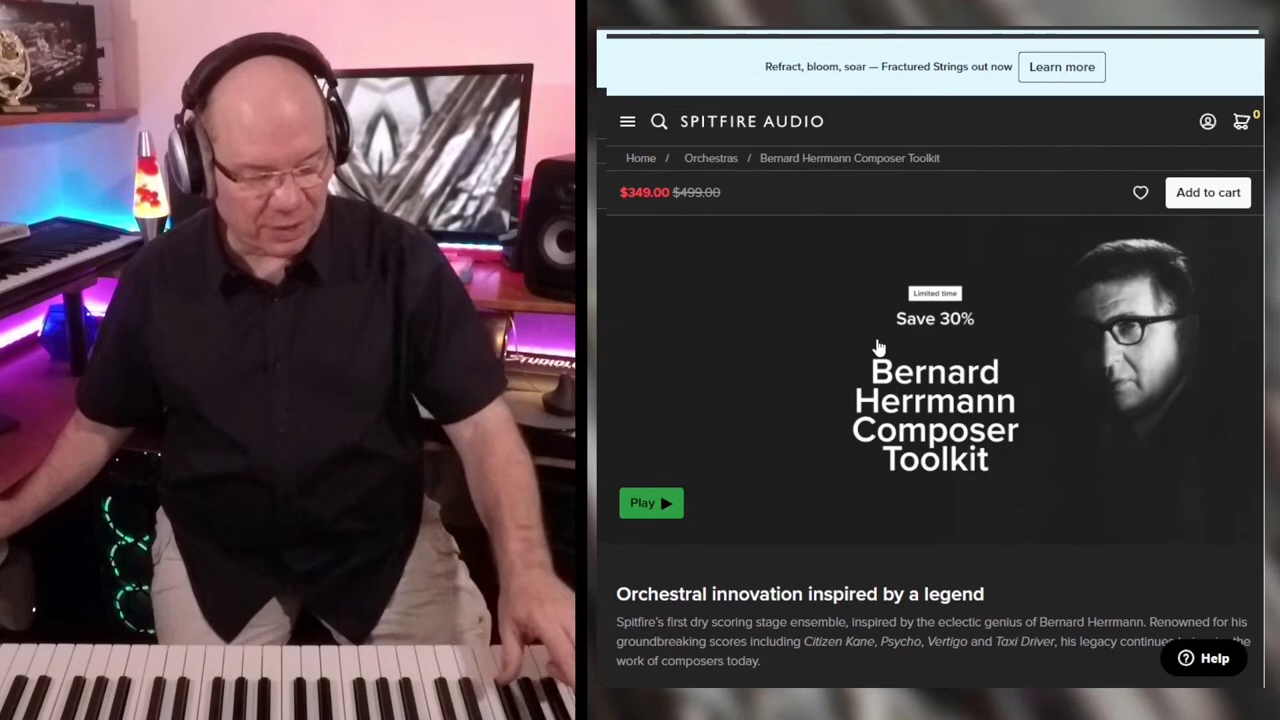 Refract, bloom, soar — Fractured Strings out now
Learn more
SPITFIRE AUDIO
0
Home / Orchestras / Bernard Herrmann Composer Toolkit
$349.00 $499.00
Add to cart
Limited time
Save 30%
Bernard
Herrmann
Composer
Toolkit
Play
Orchestral innovation inspired by a legend
Spitfire's first dry scoring stage ensemble, inspired by the eclectic genius of Bernard Herrmann. Renowned for his
groundbreaking scores including Citizen Kane, Psycho, Vertigo and Taxi Driver, his legacy continues the
work of composers today.
Help